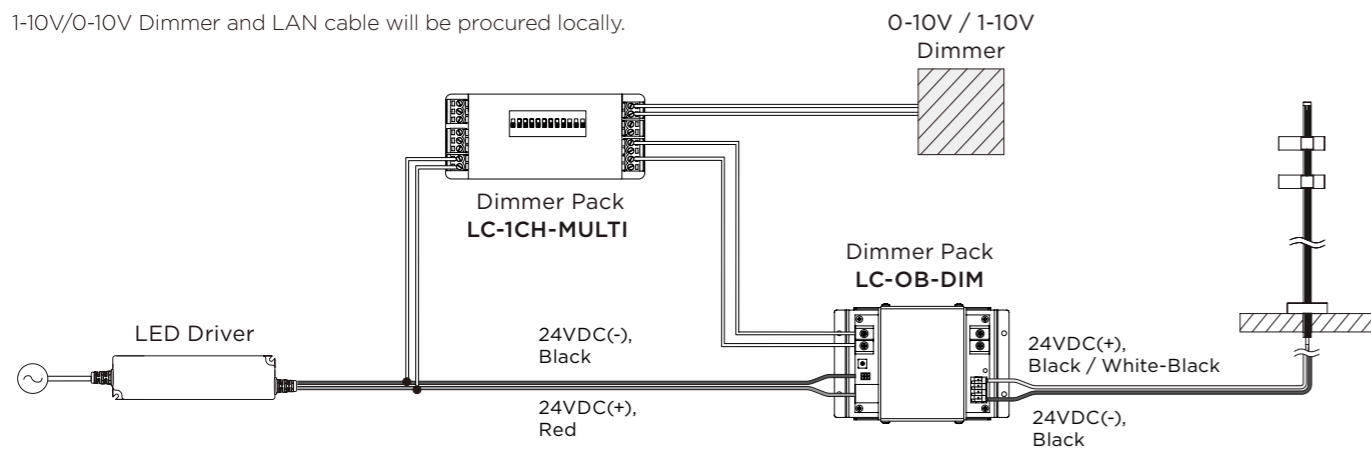 1-10V/0-10V Dimmer and LAN cable will be procured locally.
0-10V / 1-10V
Dimmer
Dimmer Pack
LC-1CH-MULTI
Dimmer Pack
LC-OB-DIM
LED Driver
24VDC(-),
Black
24VDC(+),
Red
24VDC(+),
Black / White-Black
24VDC(-),
Black